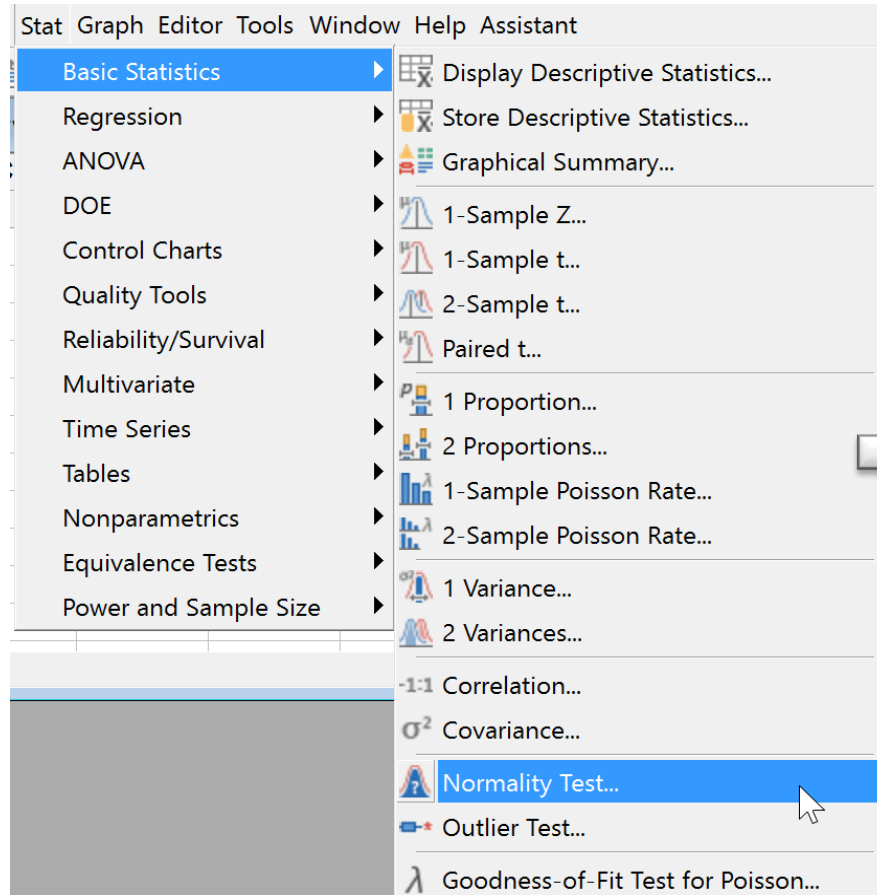 Stat Graph Editor Tools Window Help Assistant
Basic Statistics
Regression
ANOVA
DOE
Control Charts
Quality Tools
Reliability/Survival
Multivariate
Time Series
Tables
Nonparametrics
Equivalence Tests
Power and Sample Size
Display Descriptive Statistics...
Store Descriptive Statistics...
Graphical Summary...
1-Sample Z...
1-Sample t...
2-Sample t...
Paired t...
1 Proportion...
2 Proportions...
1-Sample Poisson Rate...
2-Sample Poisson Rate...
1 Variance...
2 Variances...
-1:1 Correlation...
σ² Covariance...
Normality Test...
Outlier Test...
λ Goodness-of-Fit Test for Poisson...